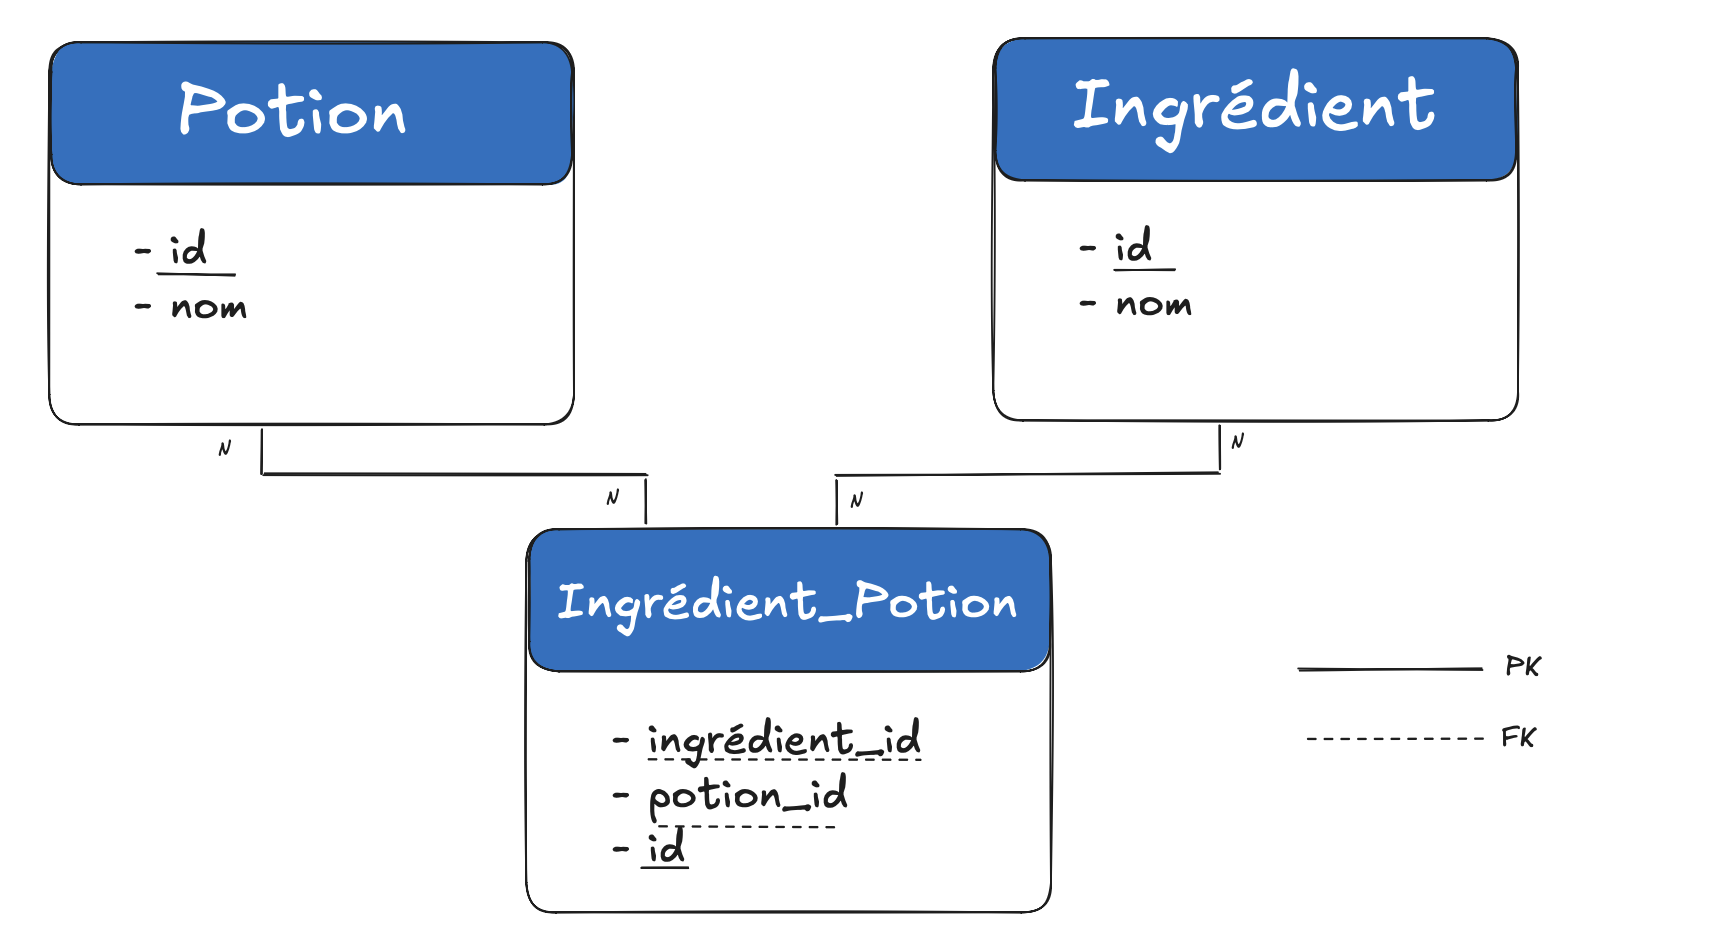 Potion
- id
- nom
Ingrédient
- id
- nom
N
N
N
N
Ingrédient_Potion
- ingrédient_id
- potion_id
- id
PK
FK